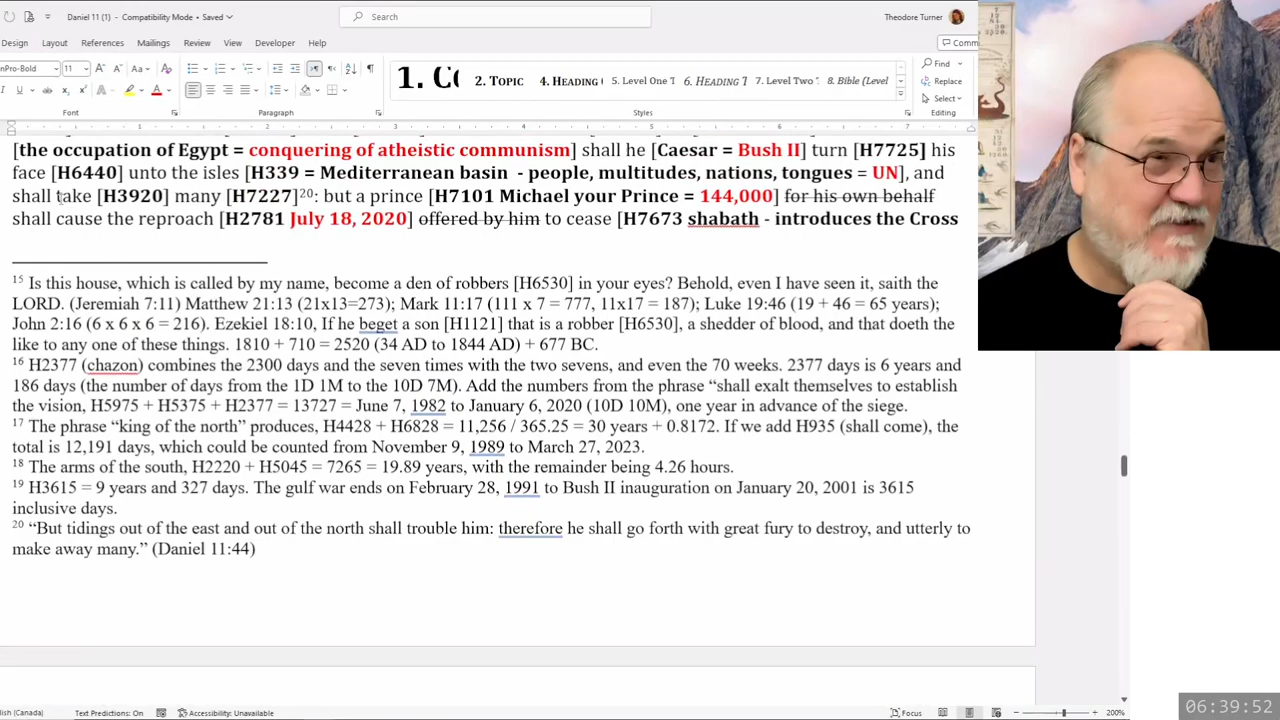 Daniel 11 (1) - Compatibility Mode • Saved
Search
Theodore Turner
Design Layout References Mailings Review View Developer Help
Comm
nPro-Bold 11
Aa
1. Co 2. Topic 4. Heading 5. Level One T 6. Heading T 7. Level Two 8. Bible (Level
Find
Replace
Select
Font Paragraph Styles Editing
[the occupation of Egypt = conquering of atheistic communism] shall he [Caesar = Bush II] turn [H7725] his
face [H6440] unto the isles [H339 = Mediterranean basin - people, multitudes, nations, tongues = UN], and
shall take [H3920] many [H7227]20: but a prince [H7101 Michael your Prince = 144,000] for his own behalf
shall cause the reproach [H2781 July 18, 2020] offered by him to cease [H7673 shabath - introduces the Cross
15 Is this house, which is called by my name, become a den of robbers [H6530] in your eyes? Behold, even I have seen it, saith the
LORD. (Jeremiah 7:11) Matthew 21:13 (21x13=273); Mark 11:17 (111 x 7 = 777, 11x17 = 187); Luke 19:46 (19 + 46 = 65 years);
John 2:16 (6 x 6 x 6 = 216). Ezekiel 18:10, If he beget a son [H1121] that is a robber [H6530], a shedder of blood, and that doeth the
like to any one of these things. 1810 + 710 = 2520 (34 AD to 1844 AD) + 677 BC.
16 H2377 (chazon) combines the 2300 days and the seven times with the two sevens, and even the 70 weeks. 2377 days is 6 years and
186 days (the number of days from the 1D 1M to the 10D 7M). Add the numbers from the phrase “shall exalt themselves to establish
the vision, H5975 + H5375 + H2377 = 13727 = June 7, 1982 to January 6, 2020 (10D 10M), one year in advance of the siege.
17 The phrase “king of the north” produces, H4428 + H6828 = 11,256 / 365.25 = 30 years + 0.8172. If we add H935 (shall come), the
total is 12,191 days, which could be counted from November 9, 1989 to March 27, 2023.
18 The arms of the south, H2220 + H5045 = 7265 = 19.89 years, with the remainder being 4.26 hours.
19 H3615 = 9 years and 327 days. The gulf war ends on February 28, 1991 to Bush II inauguration on January 20, 2001 is 3615
inclusive days.
20 “But tidings out of the east and out of the north shall trouble him: therefore he shall go forth with great fury to destroy, and utterly to
make away many.” (Daniel 11:44)
glish (Canada) Text Predictions: On Accessibility: Unavailable Focus 200%
06:39:52